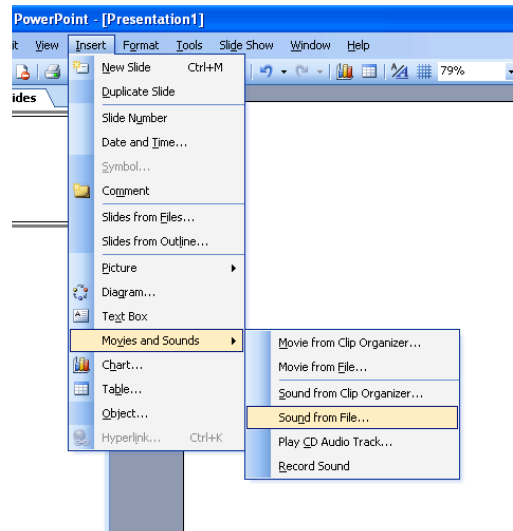 PowerPoint - [Presentation1]
it View Insert Format Tools Slide Show Window Help
79%
ides
New Slide Ctrl+M
Duplicate Slide
Slide Number
Date and Time...
Symbol...
Comment
Slides from Files...
Slides from Outline...
Picture
Diagram...
Text Box
Movies and Sounds
Chart...
Table...
Object...
Hyperlink... Ctrl+K
Movie from Clip Organizer...
Movie from File...
Sound from Clip Organizer...
Sound from File...
Play CD Audio Track...
Record Sound